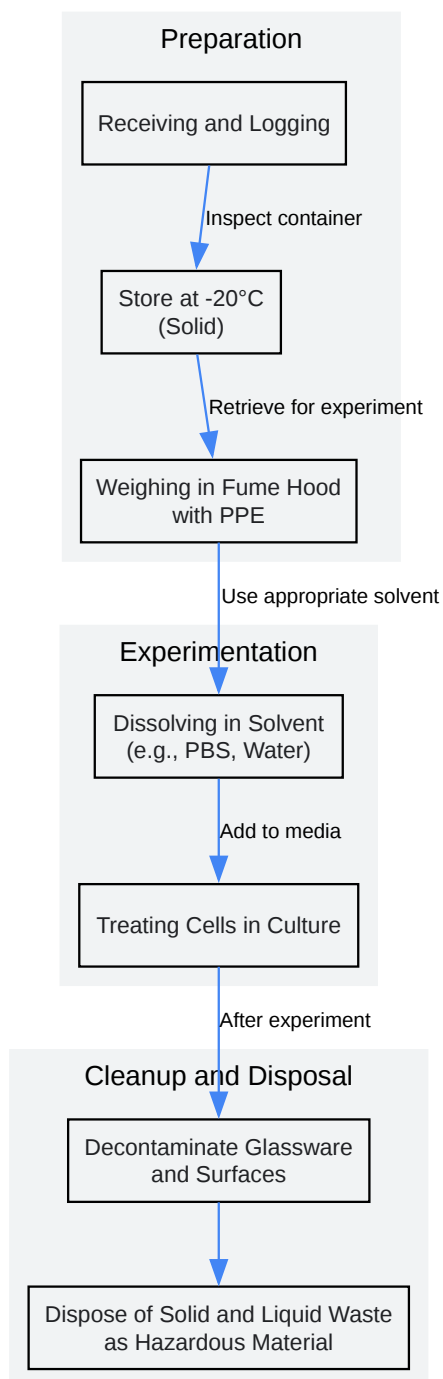 Preparation
Receiving and Logging
Inspect container
Store at -20°C
(Solid)
Retrieve for experiment
Weighing in Fume Hood
with PPE
Use appropriate solvent
Experimentation
Dissolving in Solvent
(e.g., PBS, Water)
Add to media
Treating Cells in Culture
After experiment
Cleanup and Disposal
Decontaminate Glassware
and Surfaces
Dispose of Solid and Liquid Waste
as Hazardous Material